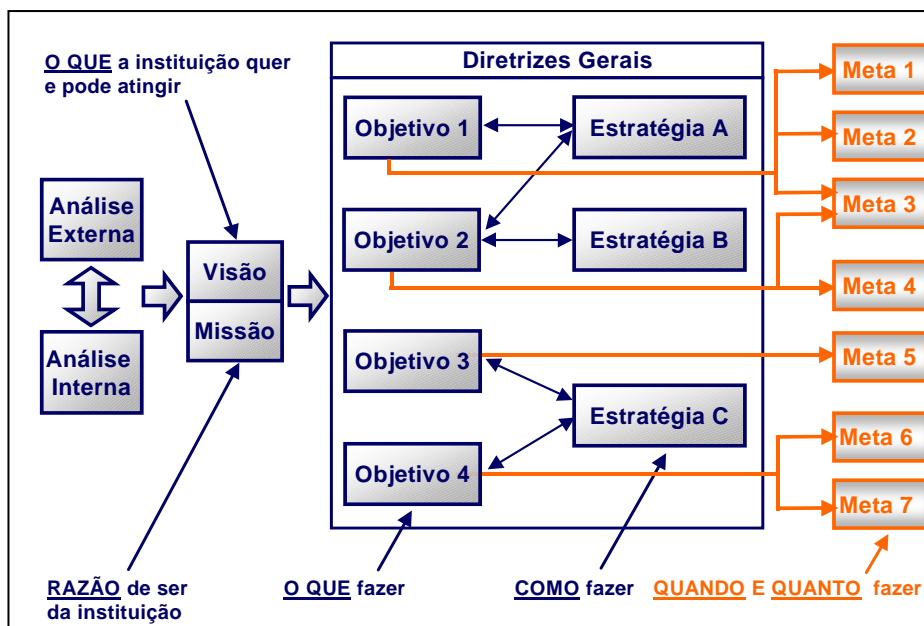 O QUE a instituição quer
e pode atingir
Diretrizes Gerais
Meta 1
Objetivo 1
Estratégia A
Meta 2
Análise
Externa
Meta 3
Objetivo 2
Estratégia B
Visão
Meta 4
Missão
Análise
Interna
Objetivo 3
Meta 5
Estratégia C
Meta 6
Objetivo 4
Meta 7
RAZÃO de ser
da instituição
O QUE fazer
COMO fazer
QUANDO E QUANTO fazer